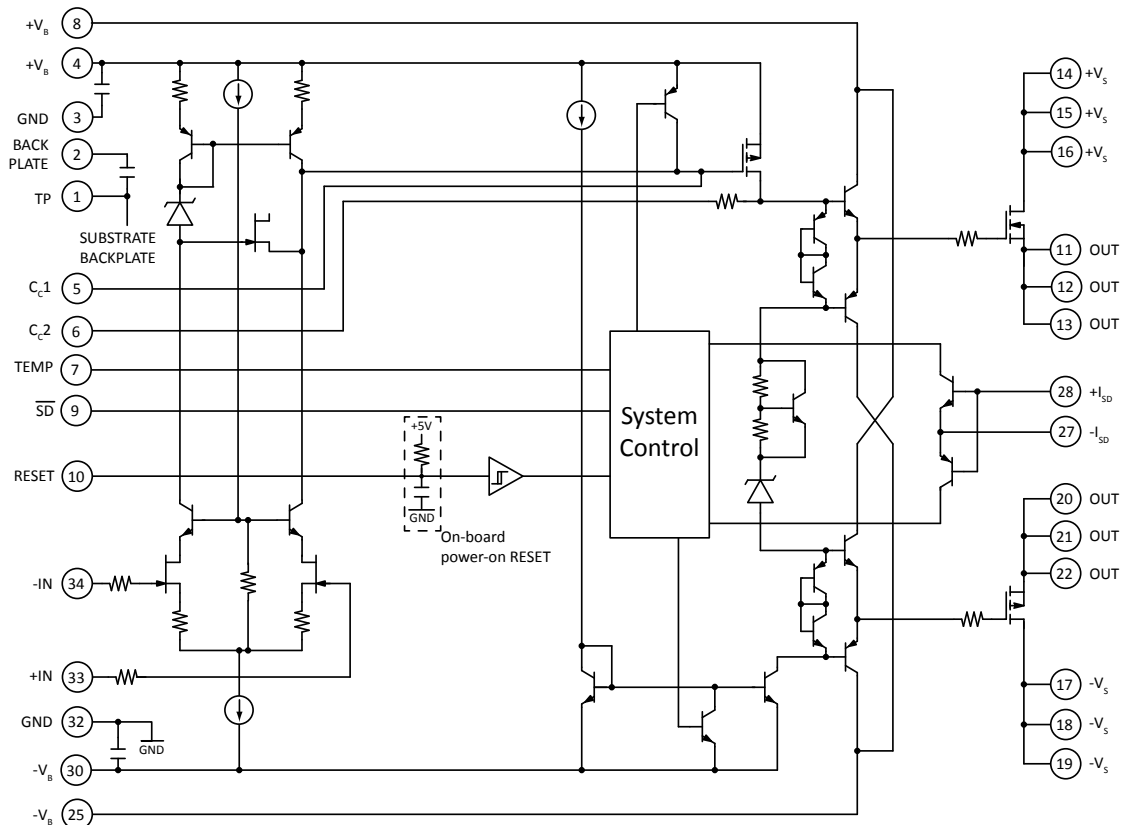 +VB 8
+VB 4
GND 3
BACK
PLATE 2
TP 1
SUBSTRATE
BACKPLATE
CC1 5
CC2 6
TEMP 7
SD 9
RESET 10
+5V
GND
On-board
power-on RESET
System
Control
-IN 34
+IN 33
GND 32
GND
-VB 30
-VB 25
14 +VS
15 +VS
16 +VS
11 OUT
12 OUT
13 OUT
28 +ISD
27 -ISD
20 OUT
21 OUT
22 OUT
17 -VS
18 -VS
19 -VS